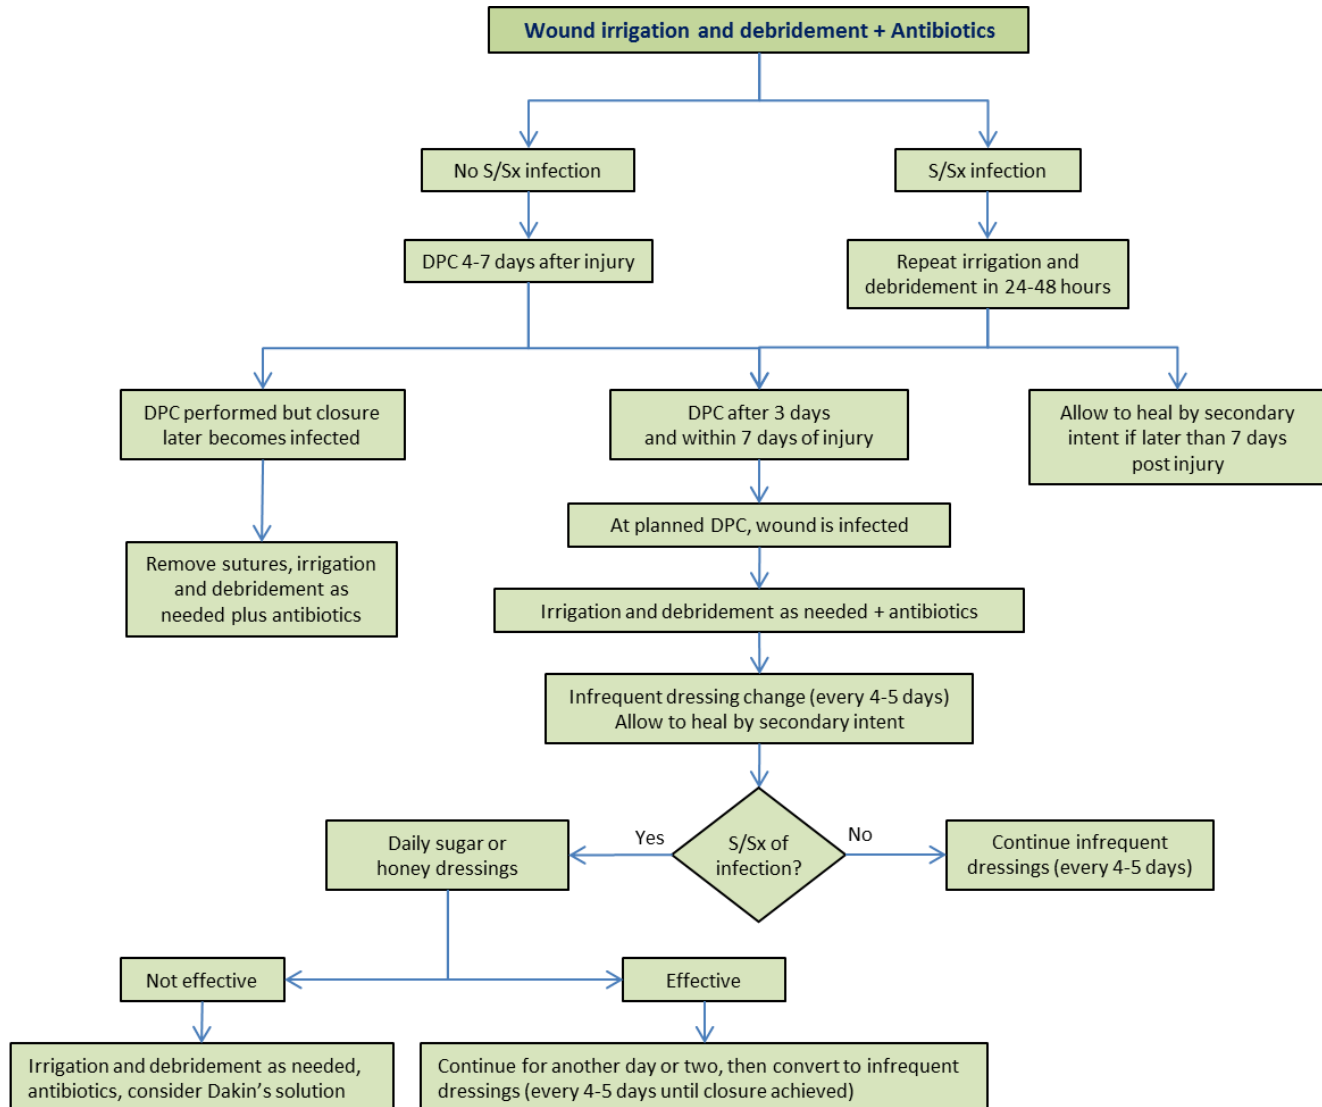 Wound irrigation and debridement + Antibiotics
No S/Sx infection
S/Sx infection
DPC 4-7 days after injury
Repeat irrigation and
debridement in 24-48 hours
DPC performed but closure
later becomes infected
DPC after 3 days
and within 7 days of injury
Allow to heal by secondary
intent if later than 7 days
post injury
At planned DPC, wound is infected
Remove sutures, irrigation
and debridement as
needed plus antibiotics
Irrigation and debridement as needed + antibiotics
Infrequent dressing change (every 4-5 days)
Allow to heal by secondary intent
Daily sugar or
honey dressings
Yes
S/Sx of
infection?
No
Continue infrequent
dressings (every 4-5 days)
Not effective
Effective
Irrigation and debridement as needed,
antibiotics, consider Dakin's solution
Continue for another day or two, then convert to infrequent
dressings (every 4-5 days until closure achieved)